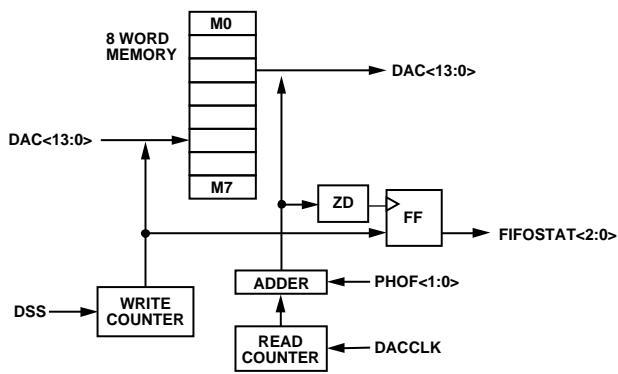 M0
8 WORD
MEMORY
DAC<13:0>
DAC<13:0>
M7
ZD
FF
FIFOSTAT<2:0>
ADDER
PHOF<1:0>
DSS
WRITE
COUNTER
READ
COUNTER
DACCLK